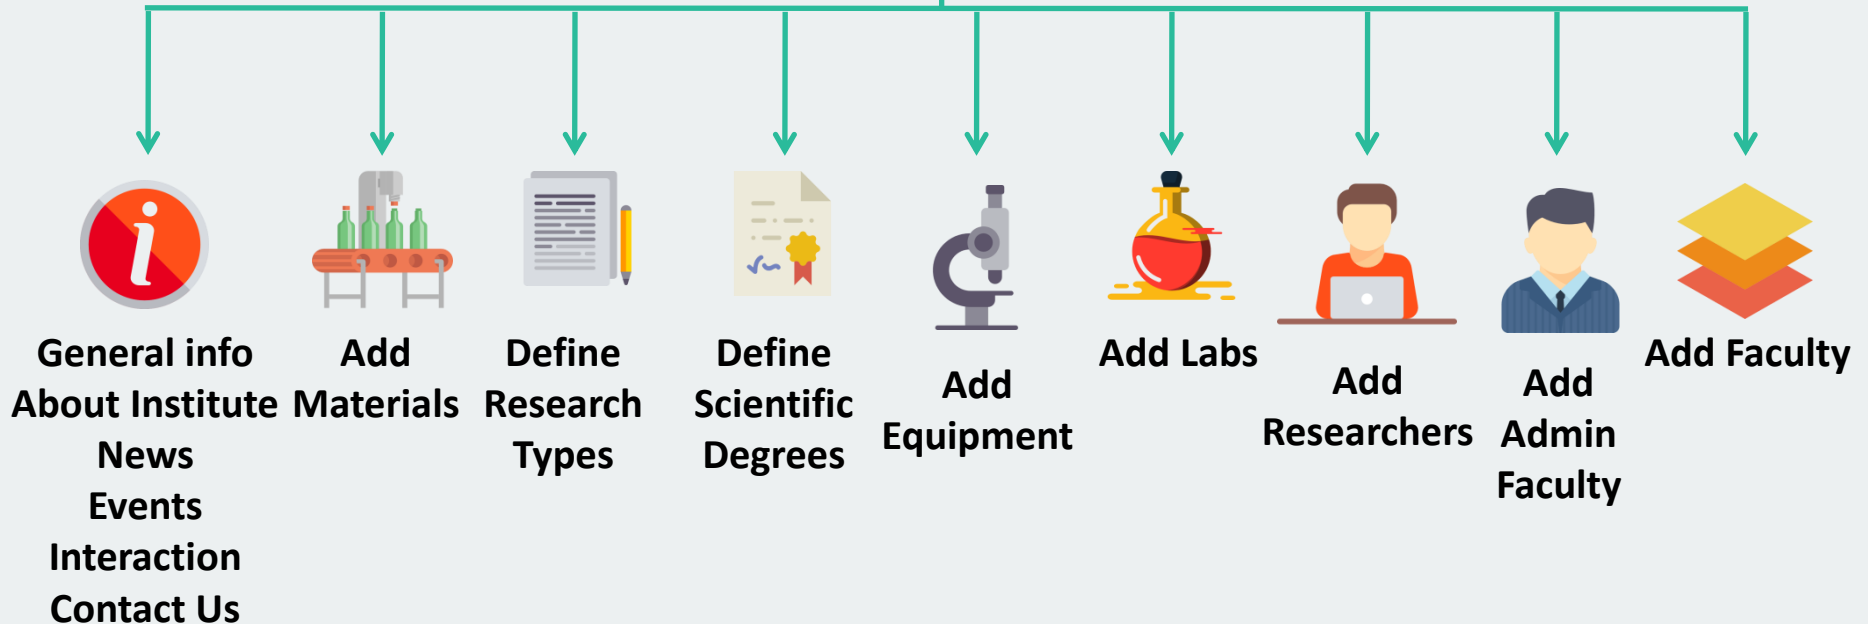 General info
About Institute
News
Events
Interaction
Contact Us
Add
Materials
Define
Research
Types
Define
Scientific
Degrees
Add
Equipment
Add Labs
Add
Researchers
Add
Admin
Faculty
Add Faculty